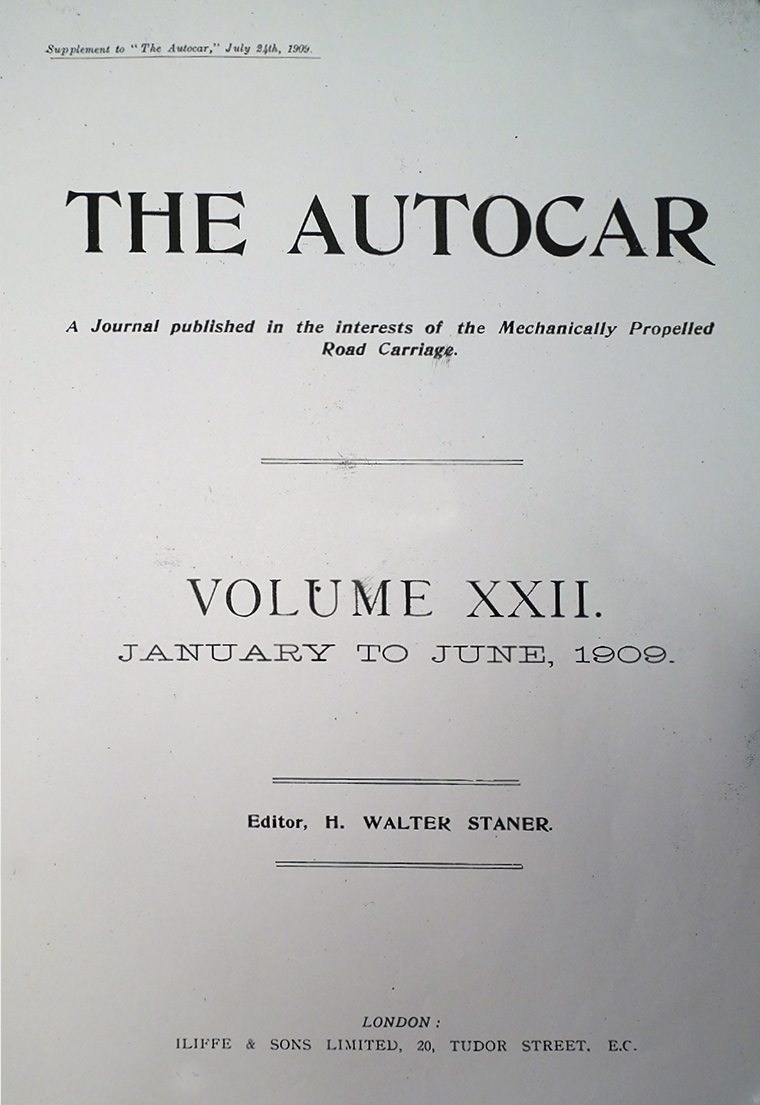 Supplement to "The Autocar," July 24th, 1909.
THE AUTOCAR
A Journal published in the interests of the Mechanically Propelled
Road Carriage.
VOLUME XXII.
JANUARY TO JUNE, 1909.
Editor, H. WALTER STANER.
LONDON :
ILIFFE & SONS LIMITED, 20, TUDOR STREET. E.C.